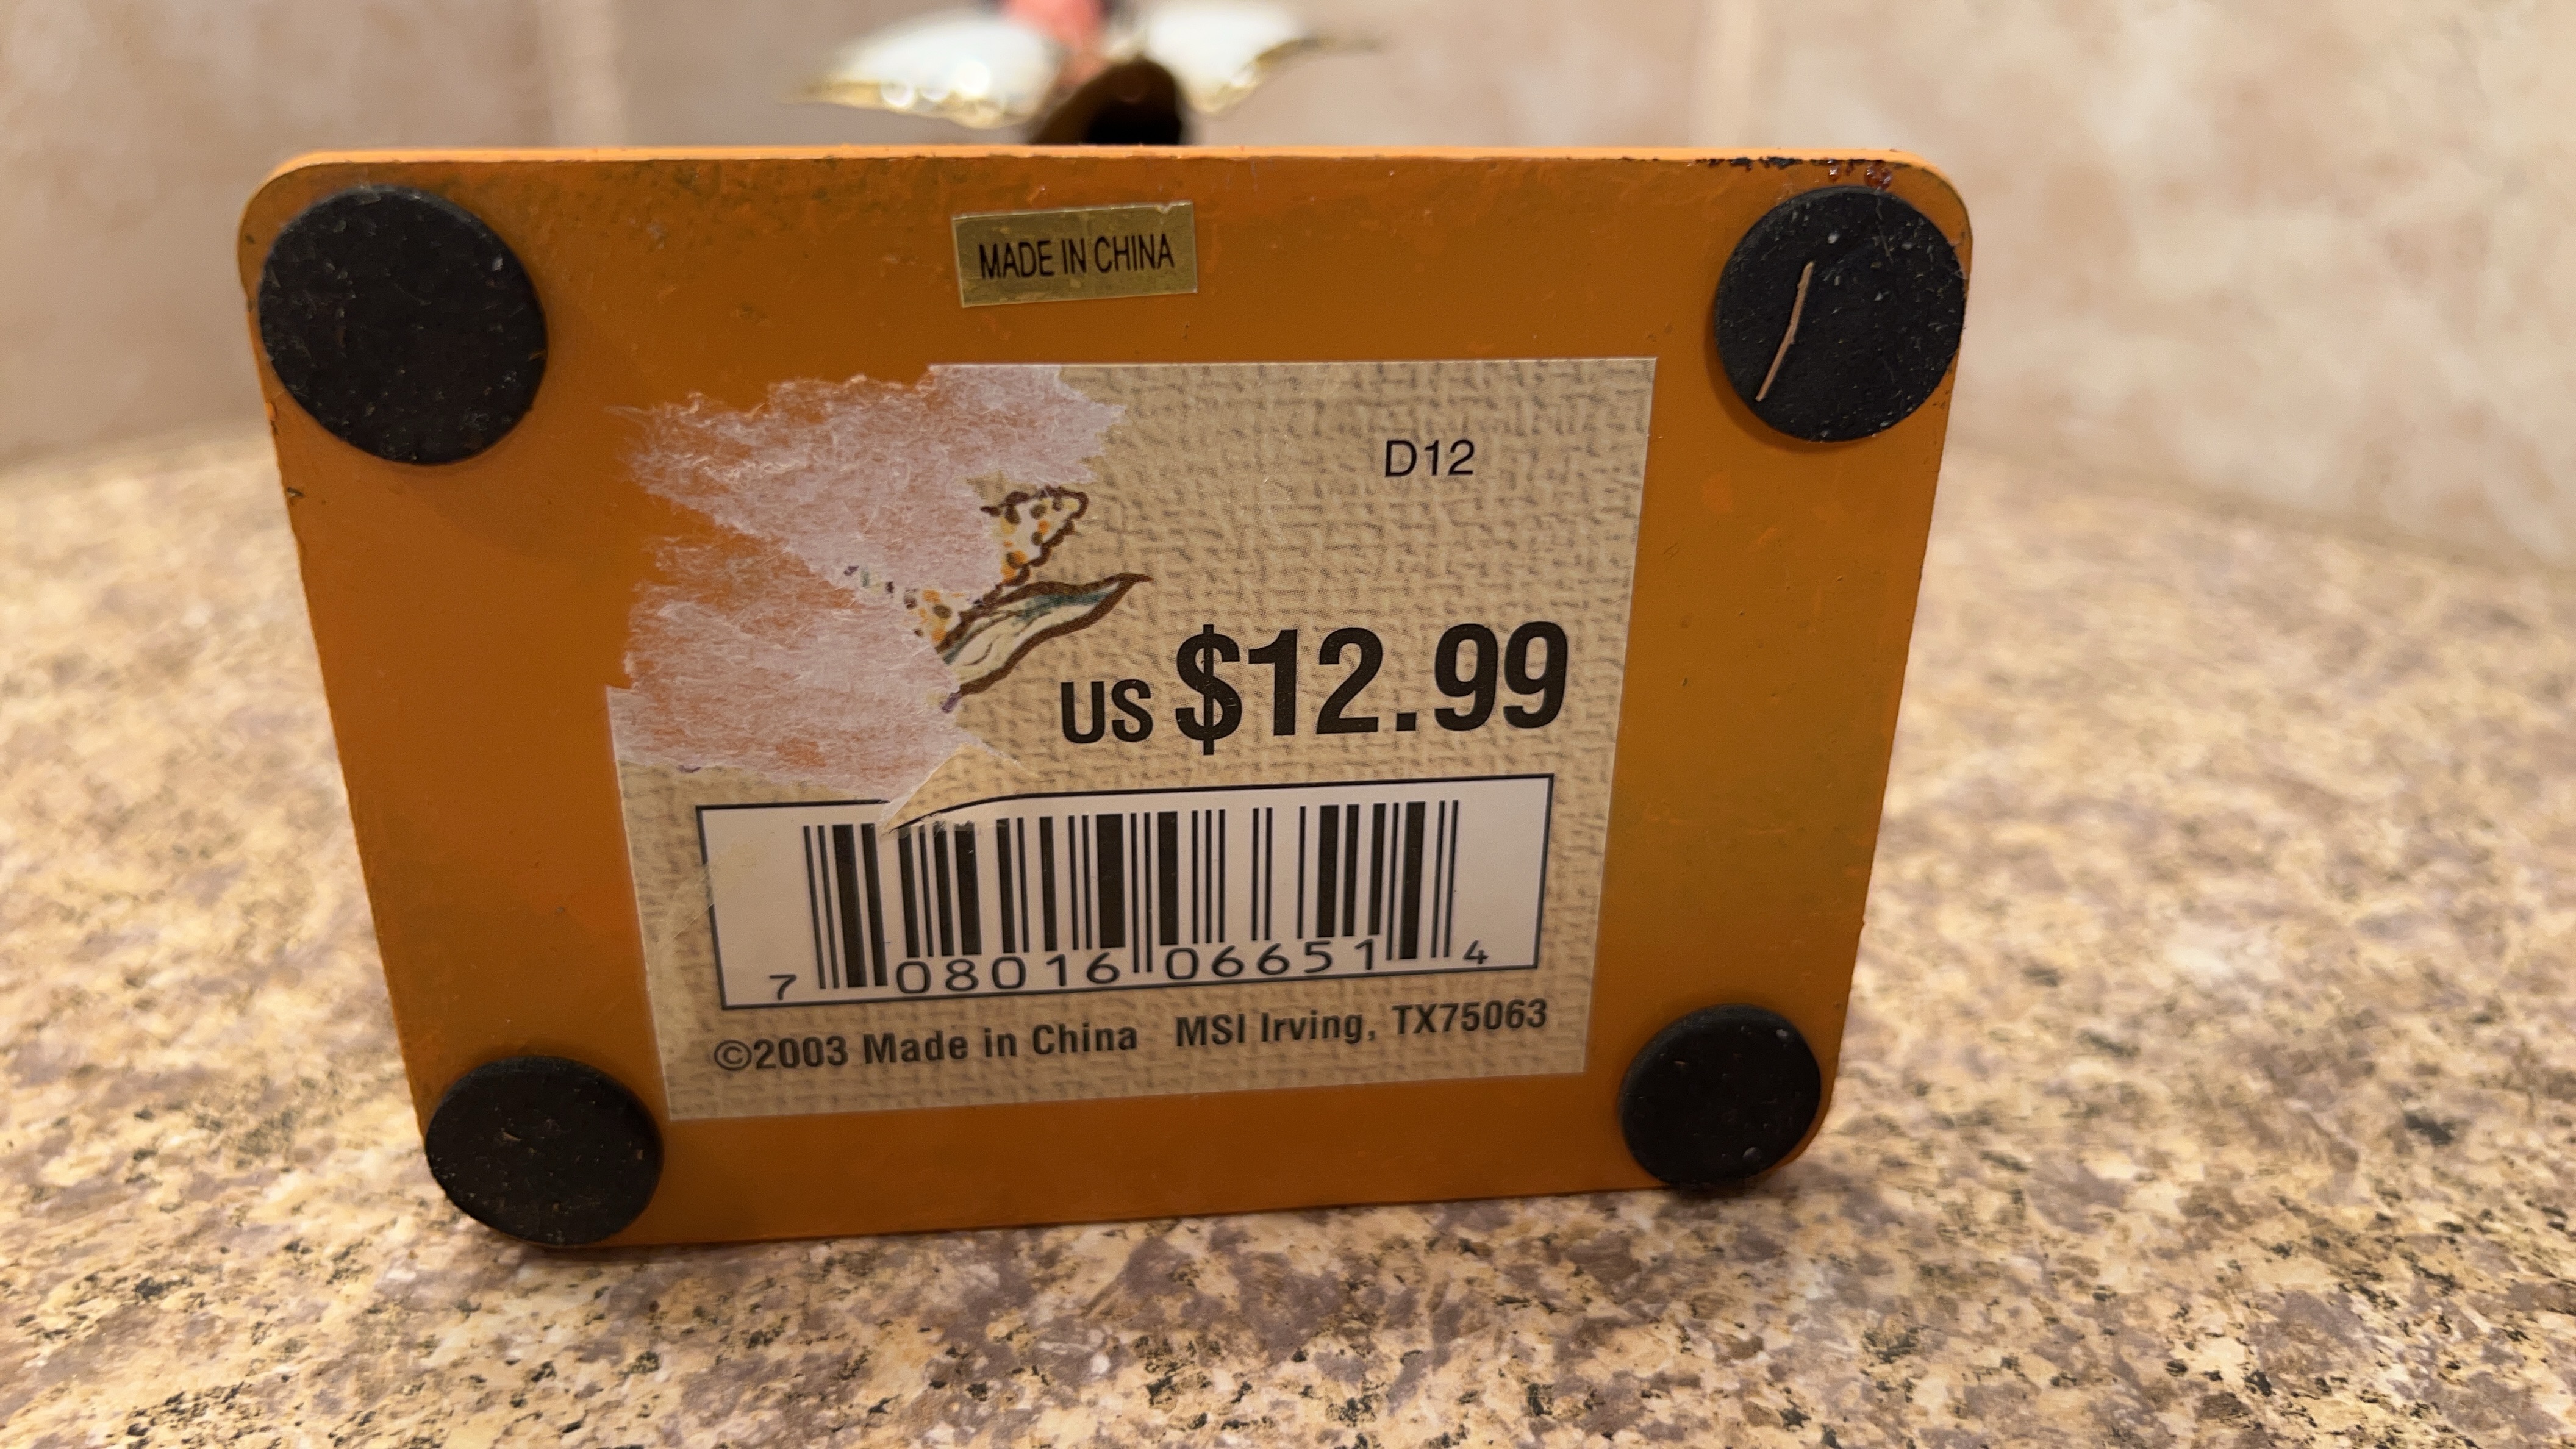 MADE IN CHINA
D12
US $12.99
7 08016 06651 4
©2003 Made in China MSI Irving, TX75063